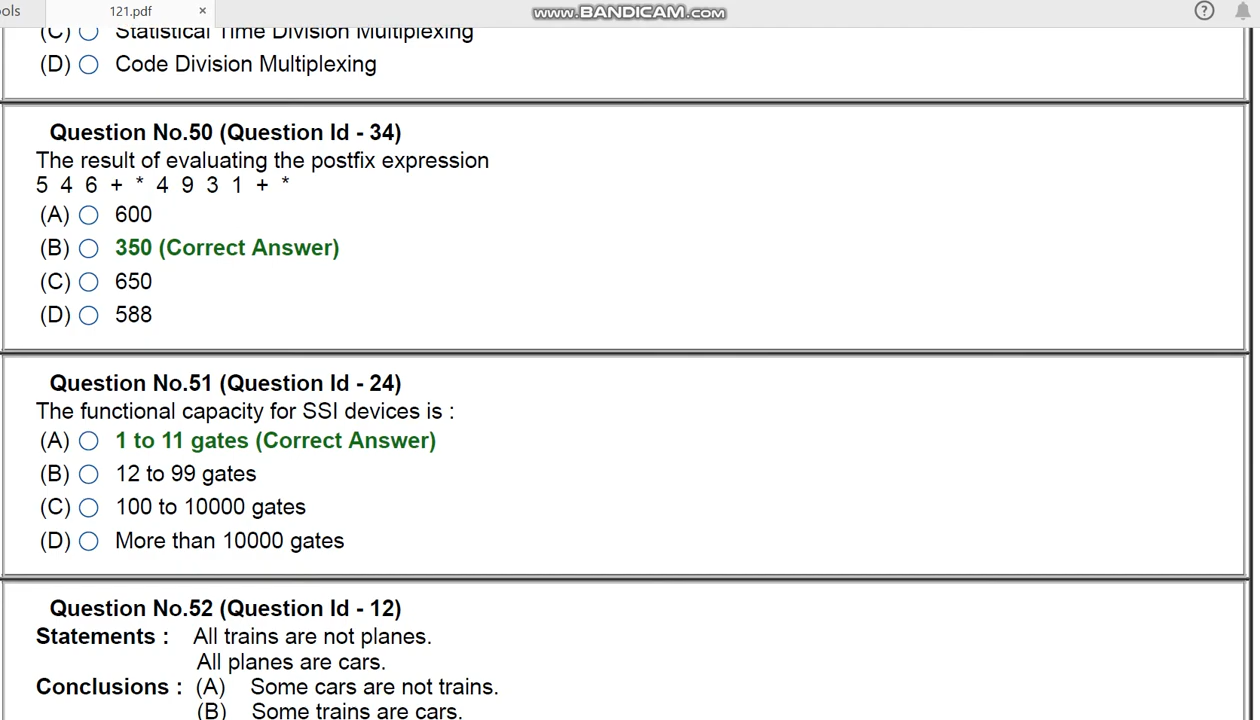 ols
121.pdf ×
www.BANDICAM.com
?
(C) Statistical Time Division Multiplexing
(D) Code Division Multiplexing
Question No.50 (Question Id - 34)
The result of evaluating the postfix expression
5 4 6 + * 4 9 3 1 + *
(A) 600
(B) 350 (Correct Answer)
(C) 650
(D) 588
Question No.51 (Question Id - 24)
The functional capacity for SSI devices is :
(A) 1 to 11 gates (Correct Answer)
(B) 12 to 99 gates
(C) 100 to 10000 gates
(D) More than 10000 gates
Question No.52 (Question Id - 12)
Statements : All trains are not planes.
All planes are cars.
Conclusions : (A) Some cars are not trains.
(B) Some trains are cars.